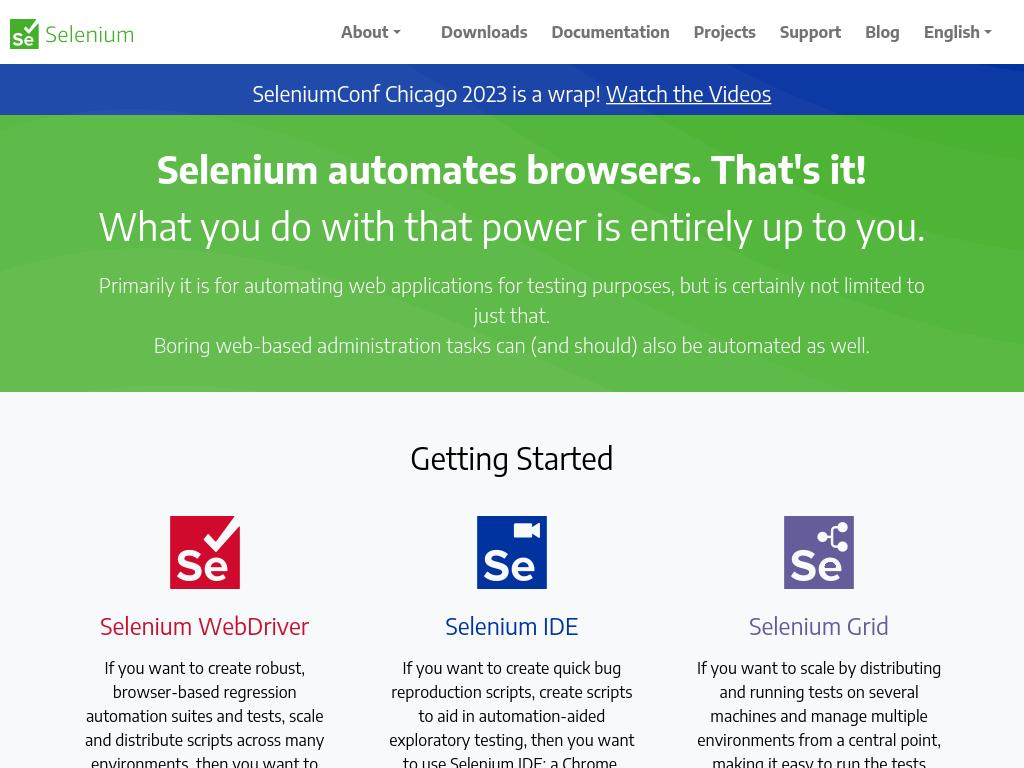 Se Selenium
About Downloads Documentation Projects Support Blog English
SeleniumConf Chicago 2023 is a wrap! Watch the Videos
Selenium automates browsers. That's it!
What you do with that power is entirely up to you.
Primarily it is for automating web applications for testing purposes, but is certainly not limited to
just that.
Boring web-based administration tasks can (and should) also be automated as well.
Getting Started
Se
Selenium WebDriver
If you want to create robust,
browser-based regression
automation suites and tests, scale
and distribute scripts across many
environments, then you want to
Se
Selenium IDE
If you want to create quick bug
reproduction scripts, create scripts
to aid in automation-aided
exploratory testing, then you want
to use Selenium IDE; a Chrome,
Se
Selenium Grid
If you want to scale by distributing
and running tests on several
machines and manage multiple
environments from a central point,
making it easy to run the tests